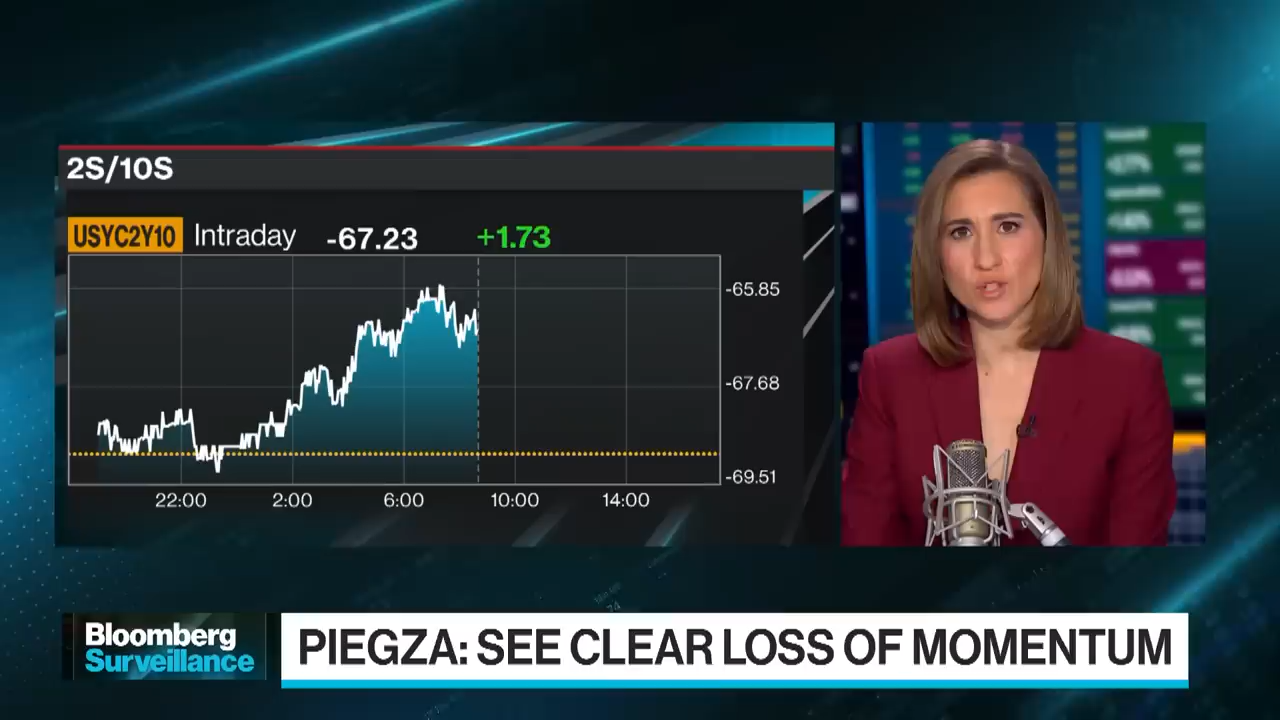 2S/10S
USYC2Y10 Intraday -67.23 +1.73
-65.85
-67.68
-69.51
22:00 2:00 6:00 10:00 14:00
Bloomberg
Surveillance
PIEGZA: SEE CLEAR LOSS OF MOMENTUM